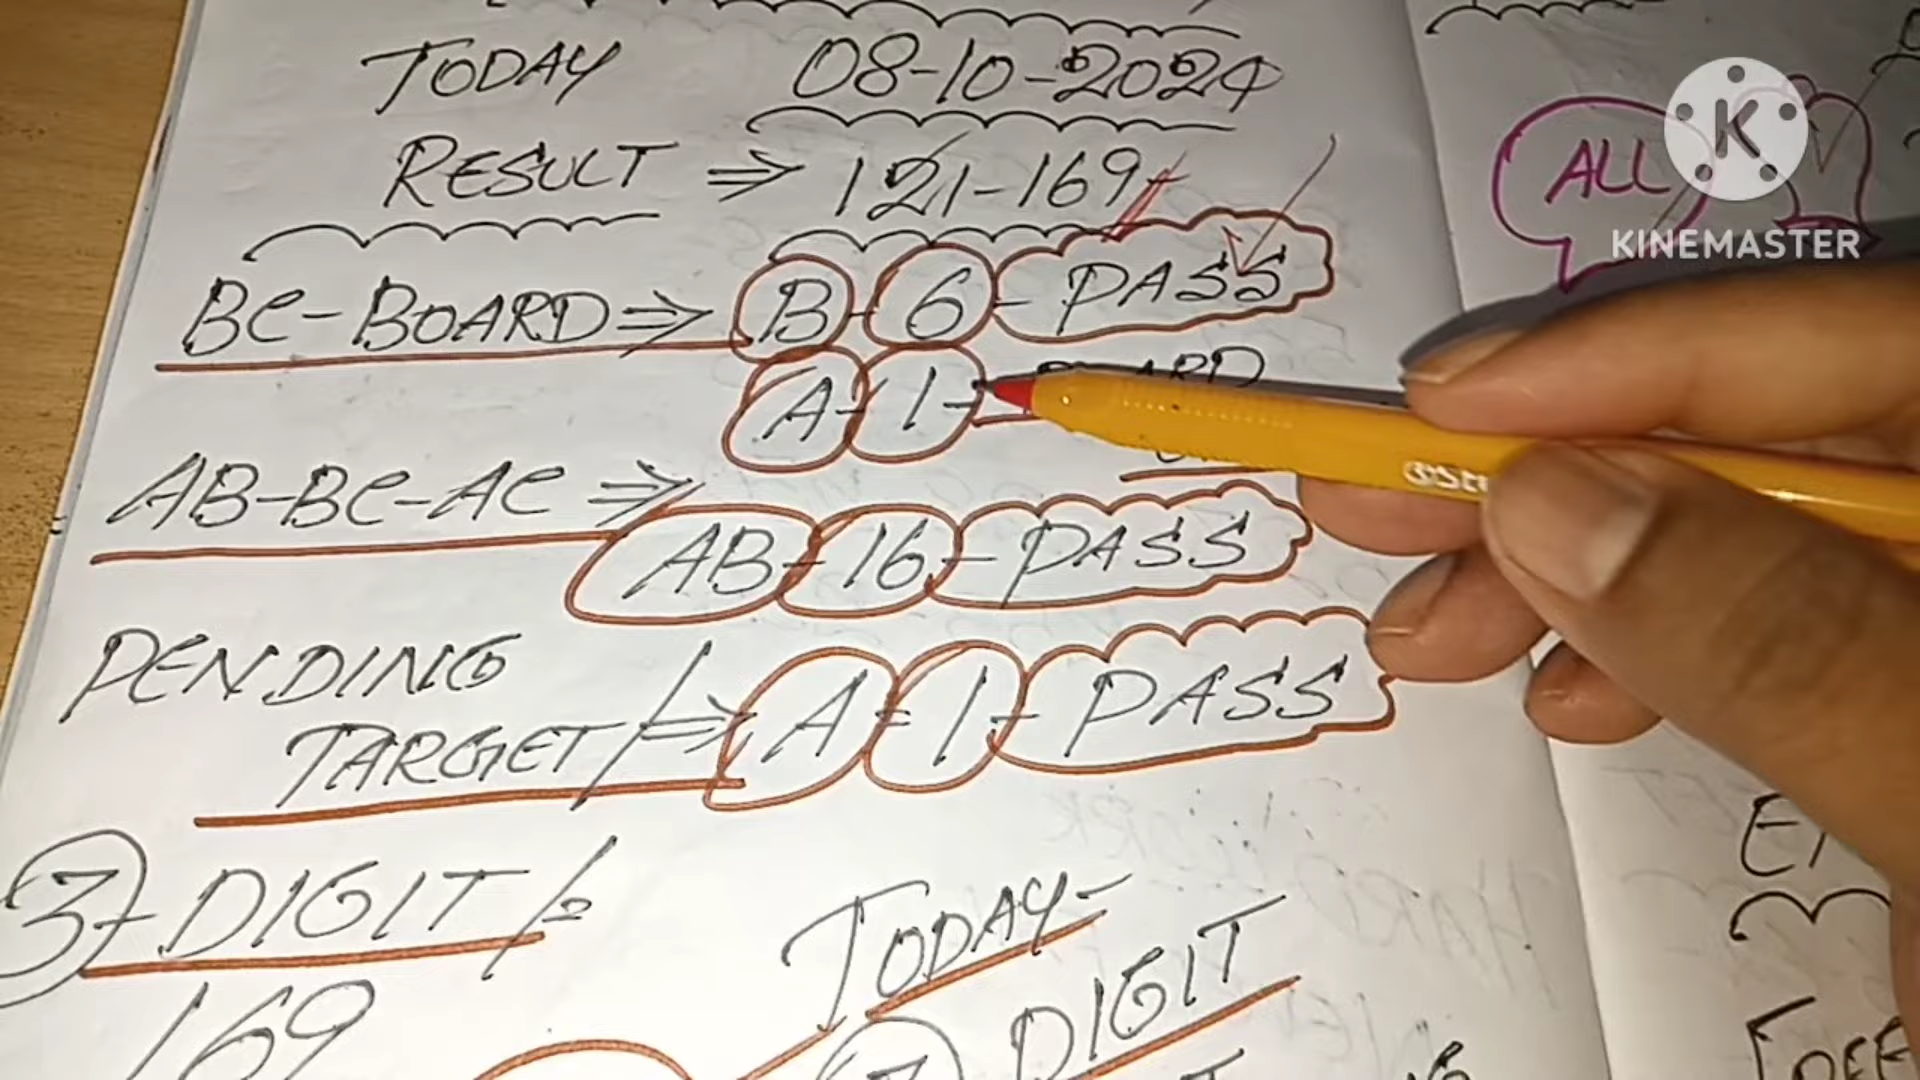 TODAY 08-10-2024
RESULT ⇒ 121-169
BC-BOARD ⇒ B-6-PASS
A-1-
AB-BC-AC ⇒
AB-16-PASS
PENDING
TARGET/⇒ A-1-PASS
3-DIGIT/=
169
TODAY-
DIGIT
ALL
K
KINEMASTER